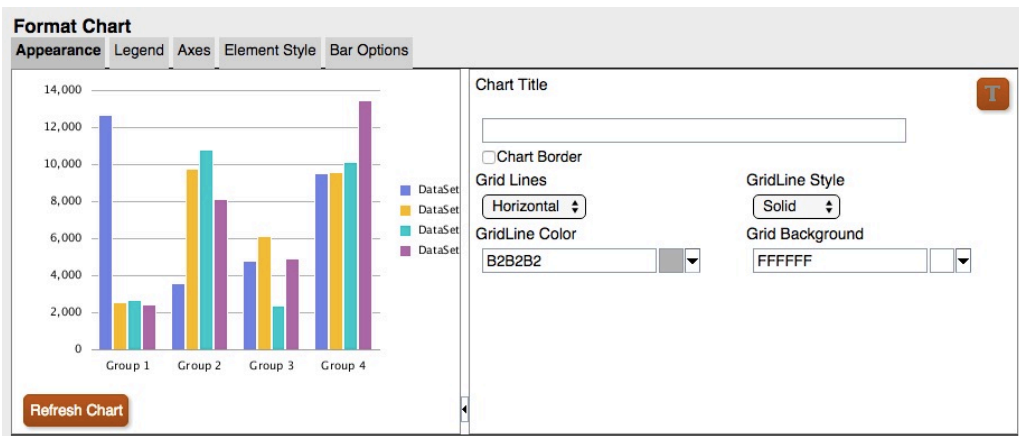 Format Chart
Appearance Legend Axes Element Style Bar Options
14,000
12,000
10,000
8,000
6,000
4,000
2,000
0
Group 1 Group 2 Group 3 Group 4
DataSet
DataSet
DataSet
DataSet
Refresh Chart
Chart Title
T
Chart Border
Grid Lines GridLine Style
Horizontal Solid
GridLine Color Grid Background
B2B2B2 FFFFFF